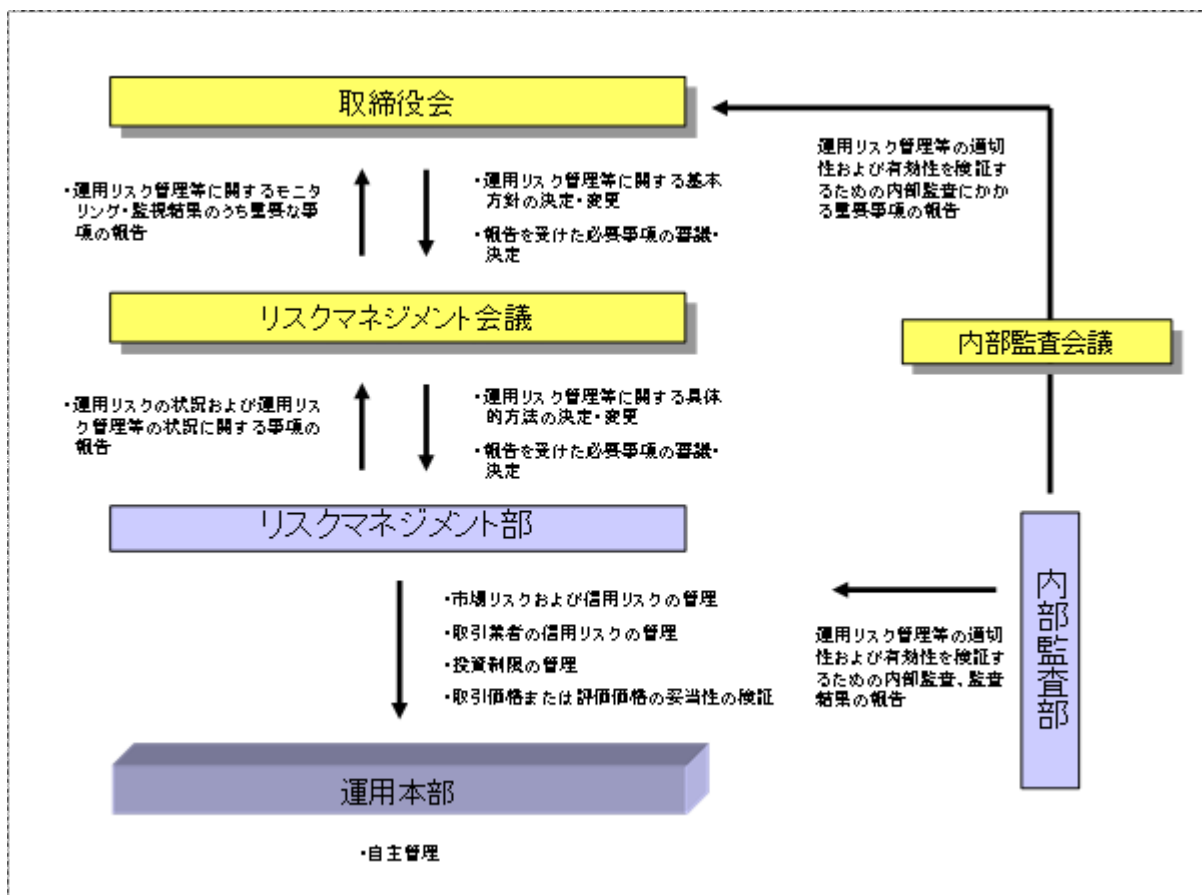 取締役会
・運用リスク管理等に関するモニ
タリング・監視結果のうち重要な事
項の報告
・運用リスク管理等に関する基本
方針の決定・変更
・報告を受けた必要事項の審議・
決定
運用リスク管理等の適切
性および有効性を検証す
るための内部監査にかか
る重要事項の報告
リスクマネジメント会議
内部監査会議
・運用リスクの状況および運用リス
ク管理等の状況に関する事項の
報告
・運用リスク管理等に関する具体
的方法の決定・変更
・報告を受けた必要事項の審議・
決定
リスクマネジメント部
内部監査部
・市場リスクおよび信用リスクの管理
・取引業者の信用リスクの管理
・投資制限の管理
・取引価格または評価価格の妥当性の検証
運用リスク管理等の適切
性および有効性を検証す
るための内部監査、監査
結果の報告
運用本部
・自主管理